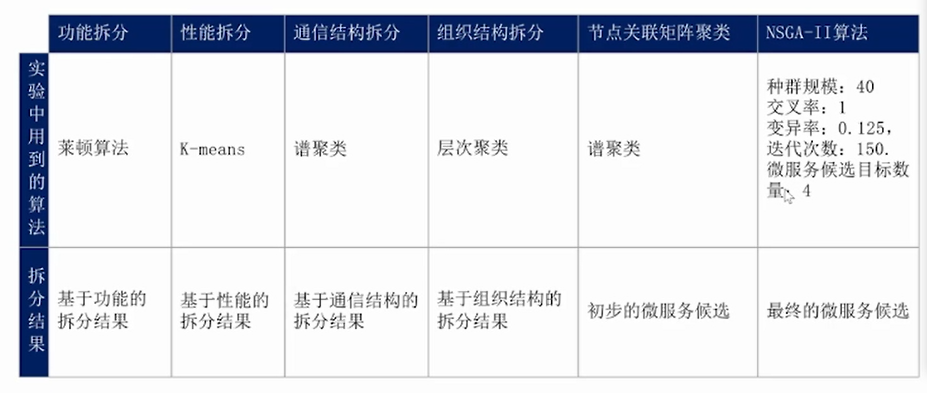 功能拆分
性能拆分
通信结构拆分
组织结构拆分
节点关联矩阵聚类
NSGA-II算法
实验中用到的算法
莱顿算法
K-means
谱聚类
层次聚类
谱聚类
种群规模：40
交叉率：1
变异率：0.125，
迭代次数：150.
微服务候选目标数
量：4
拆分结果
基于功能的
拆分结果
基于性能的
拆分结果
基于通信结构的
拆分结果
基于组织结构的
拆分结果
初步的微服务候选
最终的微服务候选